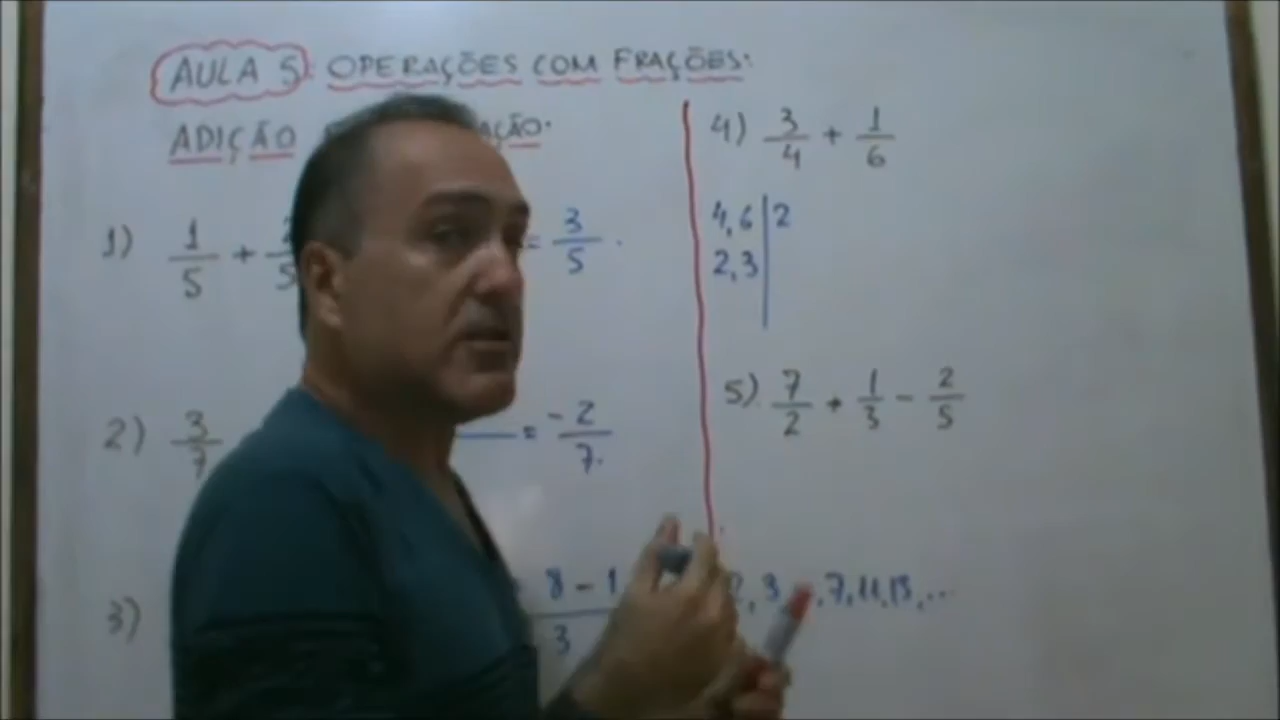 AULA 5: OPERAÇÕES COM FRAÇÕES:
ADIÇÃO
1) 1/5 + = 3/5
2) 3/7 = -2/7.
3) 8 - 1 / 3
4) 3/4 + 1/6
4,6 | 2
2,3 |
5) 7/2 + 1/3 - 2/5
3, 7, 11, 13, ...